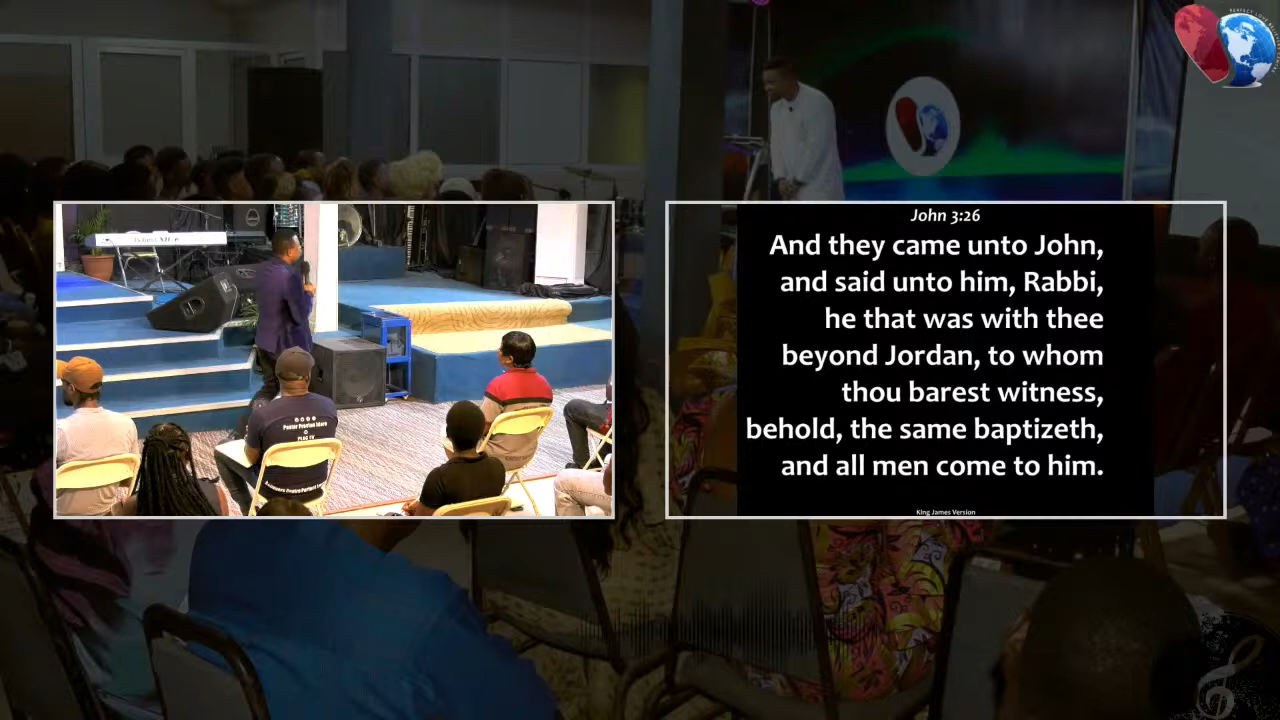 John 3:26
And they came unto John,
and said unto him, Rabbi,
he that was with thee
beyond Jordan, to whom
thou barest witness,
behold, the same baptizeth,
and all men come to him.
King James Version